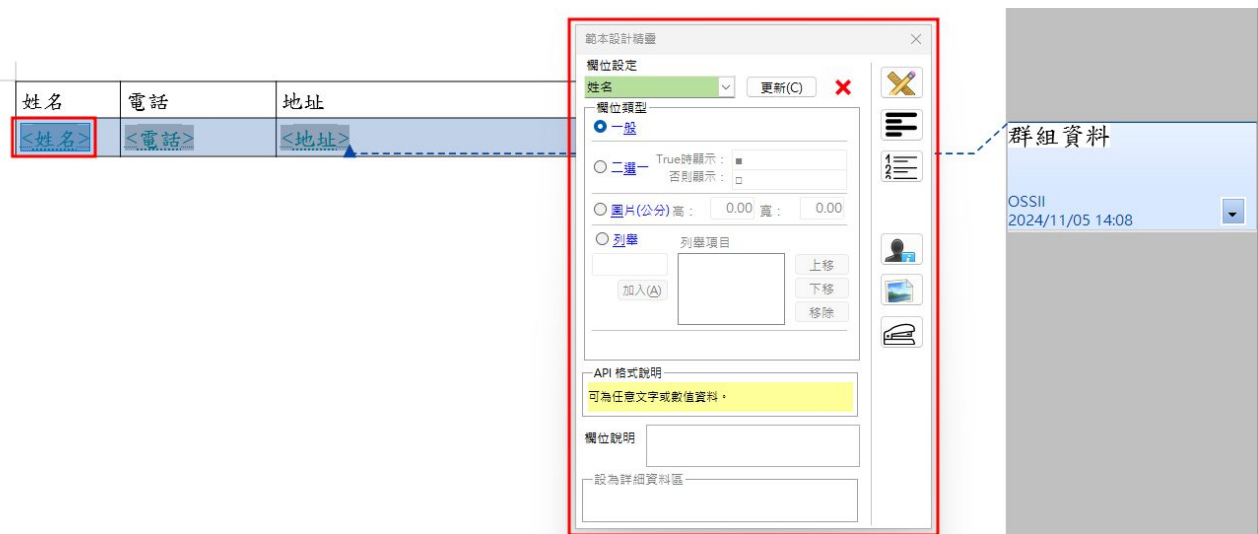 姓名 電話 地址
<姓名> <電話> <地址>
範本設計精靈
欄位設定
姓名 更新(C)
欄位類型
一般
二選一 True時顯示： ■
否則顯示： □
圖片(公分) 高： 0.00 寬： 0.00
列舉 列舉項目
上移
加入(A) 下移
移除
API 格式說明
可為任意文字或數值資料。
欄位說明
設為詳細資料區
群組資料
OSSII
2024/11/05 14:08